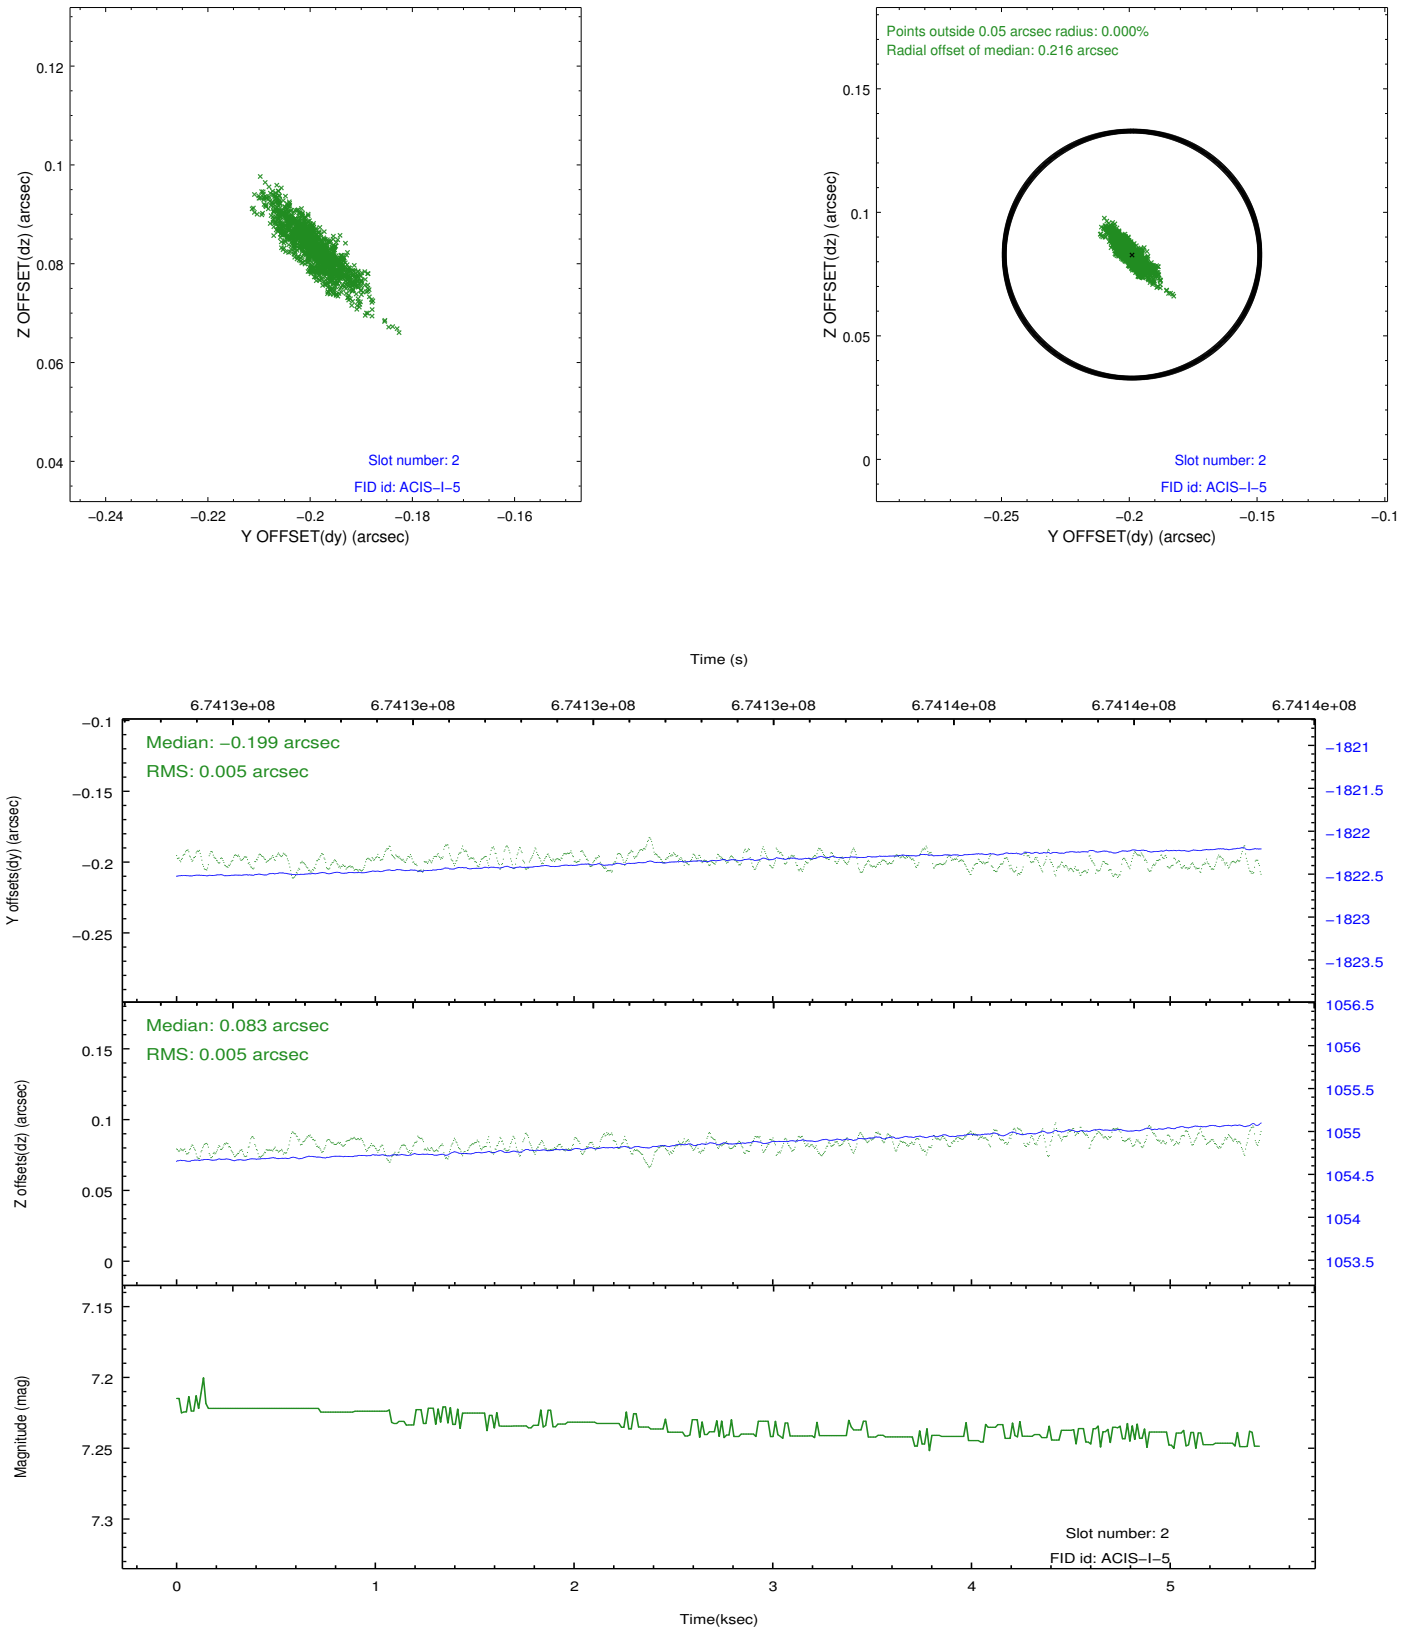 0.12
0.1
0.08
0.06
0.04
Z OFFSET(dz) (arcsec)
Slot number: 2
FID id: ACIS−I−5
−0.24 −0.22 −0.2 −0.18 −0.16
Y OFFSET(dy) (arcsec)
Points outside 0.05 arcsec radius: 0.000%
Radial offset of median: 0.216 arcsec
0.15
0.1
0.05
0
Z OFFSET(dz) (arcsec)
Slot number: 2
FID id: ACIS−I−5
−0.25 −0.2 −0.15 −0.1
Y OFFSET(dy) (arcsec)
Time (s)
6.7413e+08 6.7413e+08 6.7413e+08 6.7413e+08 6.7414e+08 6.7414e+08 6.7414e+08
Median: −0.199 arcsec
RMS: 0.005 arcsec
−0.1
−0.15
−0.2
−0.25
Y offsets(dy) (arcsec)
−1821
−1821.5
−1822
−1822.5
−1823
−1823.5
Median: 0.083 arcsec
RMS: 0.005 arcsec
0.15
0.1
0.05
0
Z offsets(dz) (arcsec)
1056.5
1056
1055.5
1055
1054.5
1054
1053.5
7.15
7.2
7.25
7.3
Magnitude (mag)
Slot number: 2
FID id: ACIS−I−5
0 1 2 3 4 5
Time(ksec)